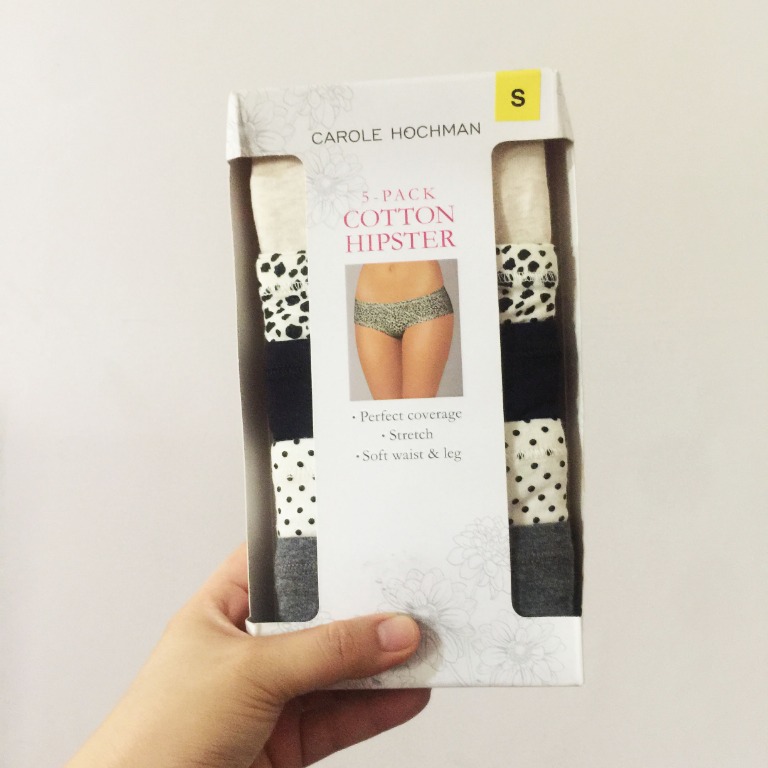 S
CAROLE HOCHMAN
5-PACK
COTTON
HIPSTER
• Perfect coverage
• Stretch
• Soft waist & leg